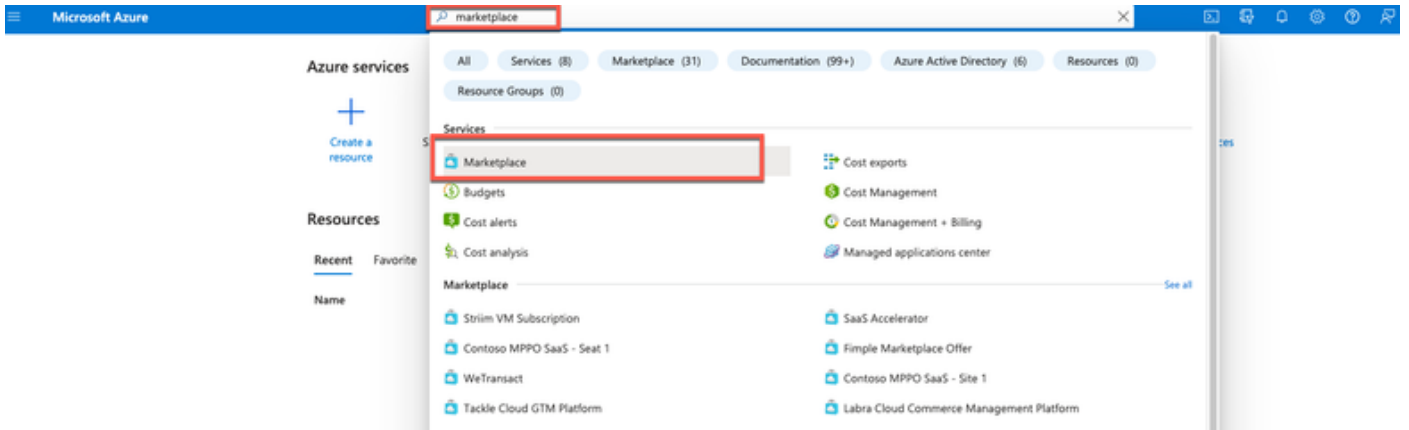 Microsoft Azure
marketplace
Azure services
Create a
resource
S
All Services (8) Marketplace (31) Documentation (99+) Azure Active Directory (6) Resources (0)
Resource Groups (0)
Services
Marketplace Cost exports
ces
Budgets Cost Management
Cost alerts Cost Management + Billing
Cost analysis Managed applications center
Resources
Recent Favorite
Name
Marketplace See all
Striim VM Subscription SaaS Accelerator
Contoso MPPO SaaS - Seat 1 Fimple Marketplace Offer
WeTransact Contoso MPPO SaaS - Site 1
Tackle Cloud GTM Platform Labra Cloud Commerce Management Platform